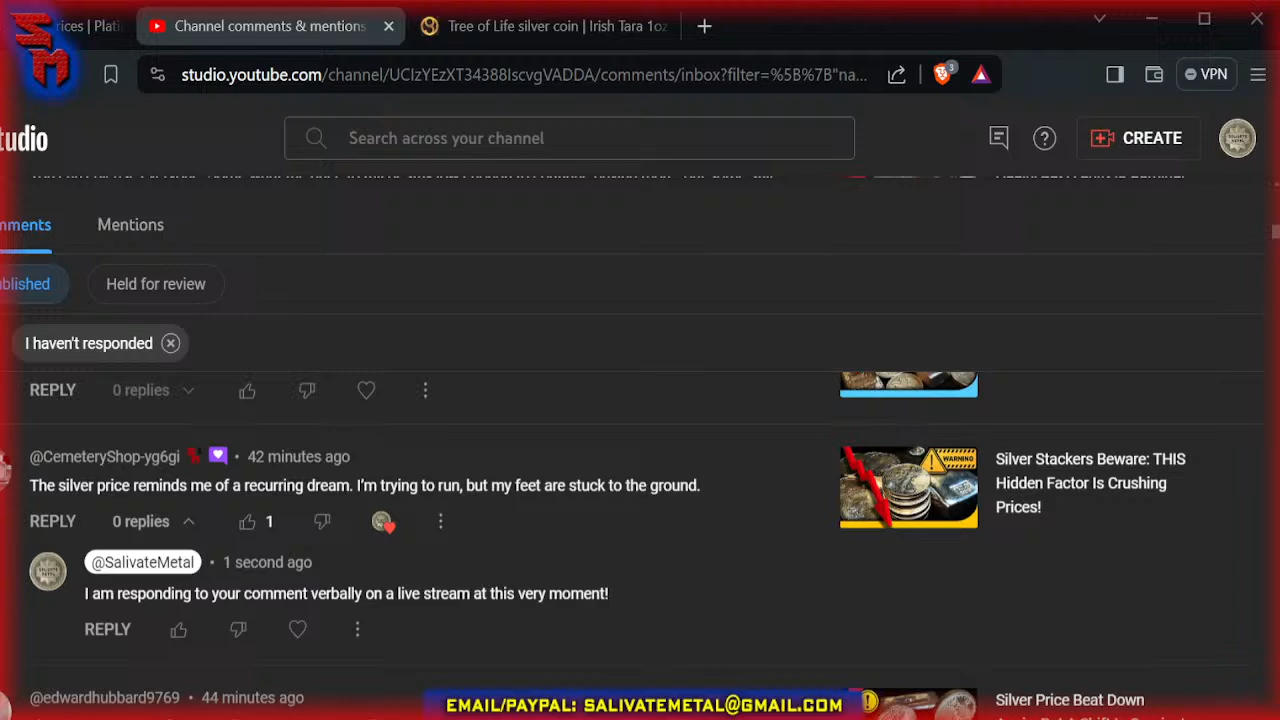 SM
rices | Plati
Channel comments & mentions
Tree of Life silver coin | Irish Tara 1oz
studio.youtube.com/channel/UCIzYEzXT34388IscvgVADDA/comments/inbox?filter=%5B%7B"na...
3
VPN
tudio
Search across your channel
CREATE
mments
Mentions
ublished
Held for review
I haven't responded
REPLY
0 replies
@CemeteryShop-yg6gi
• 42 minutes ago
The silver price reminds me of a recurring dream. I'm trying to run, but my feet are stuck to the ground.
REPLY
0 replies
1
WARNING
Silver Stackers Beware: THIS
Hidden Factor Is Crushing
Prices!
@SalivateMetal
• 1 second ago
I am responding to your comment verbally on a live stream at this very moment!
REPLY
@edwardhubbard9769 • 44 minutes ago
Silver Price Beat Down
EMAIL/PAYPAL: SALIVATEMETAL@GMAIL.COM